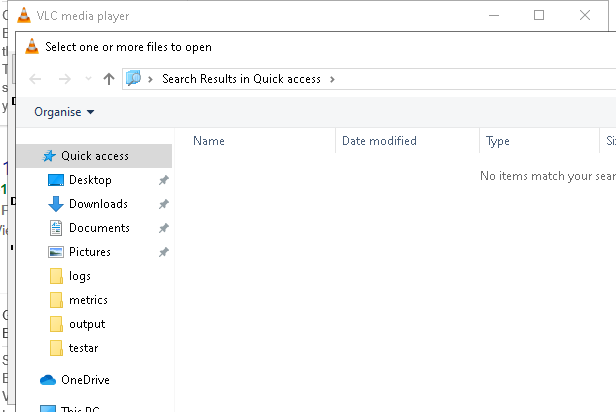 VLC media player
Select one or more files to open
Search Results in Quick access
Organise
Name Date modified Type
Quick access
No items match your sear
Desktop
Downloads
Documents
Pictures
logs
metrics
output
testar
OneDrive
This PC